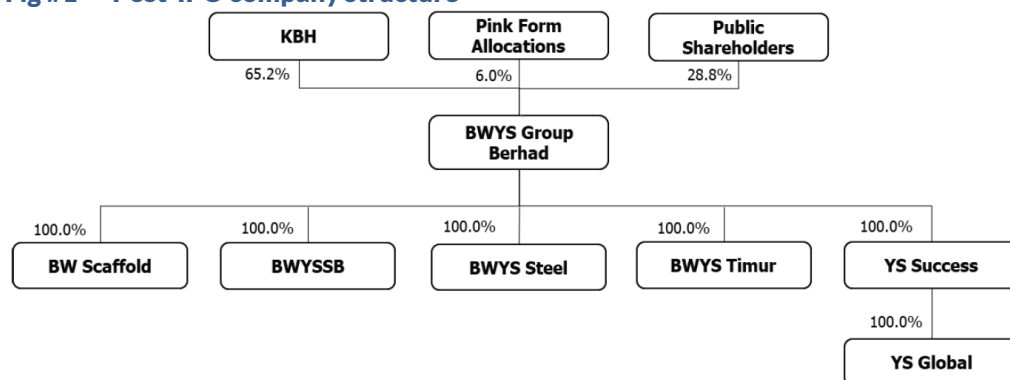 Fig # 1 Post-IPO company structure
KBH
Pink Form
Allocations
Public
Shareholders
65.2%
6.0%
28.8%
BWYS Group
Berhad
100.0%
100.0%
100.0%
100.0%
100.0%
BW Scaffold
BWYSSB
BWYS Steel
BWYS Timur
YS Success
100.0%
YS Global